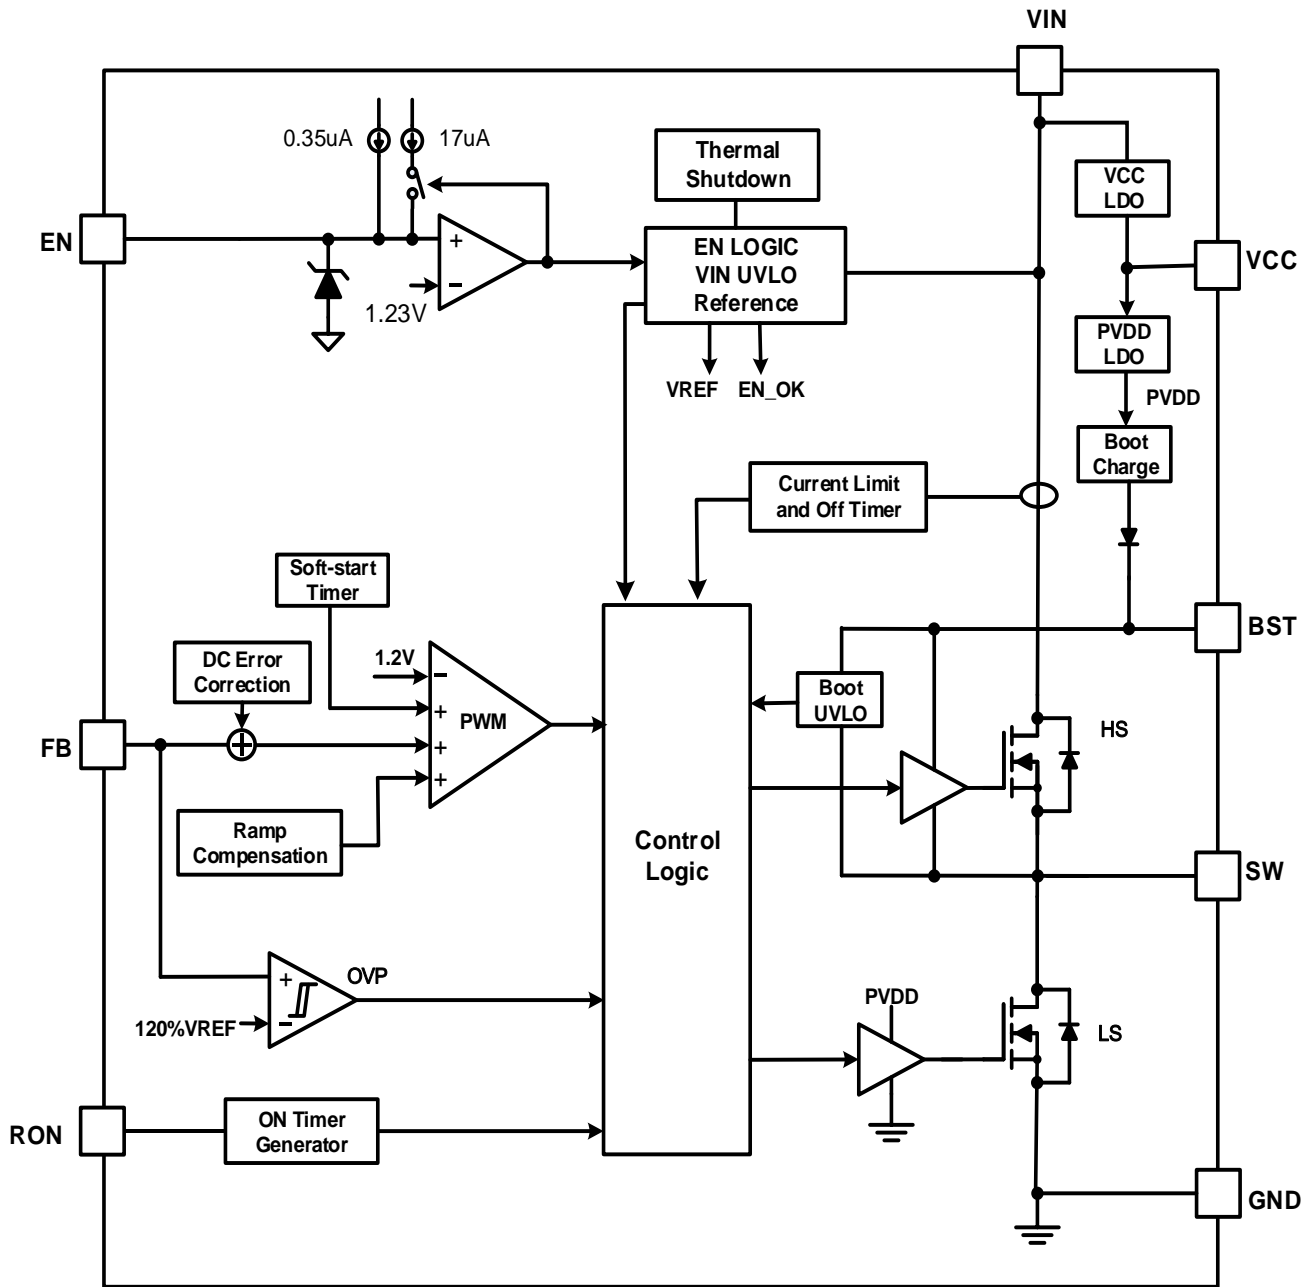 VIN
0.35uA
17uA
Thermal
Shutdown
VCC
LDO
EN
+
−
1.23V
EN LOGIC
VIN UVLO
Reference
VCC
PVDD
LDO
VREF
EN_OK
PVDD
Boot
Charge
Current Limit
and Off Timer
Soft-start
Timer
BST
DC Error
Correction
1.2V
−
+
+
+
PWM
Boot
UVLO
FB
HS
Ramp
Compensation
Control
Logic
SW
+
−
OVP
120%VREF
PVDD
LS
RON
ON Timer
Generator
GND